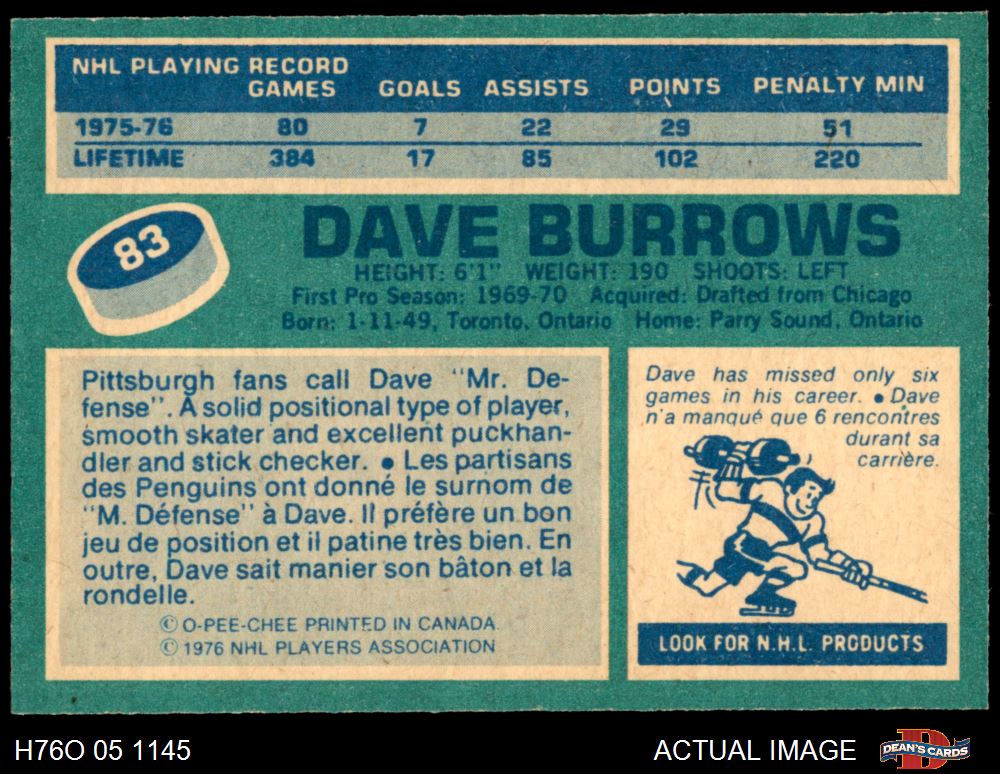 NHL PLAYING RECORD
GAMES GOALS ASSISTS POINTS PENALTY MIN
1975-76 80 7 22 29 51
LIFETIME 384 17 85 102 220
83
DAVE BURROWS
HEIGHT: 6'1" WEIGHT: 190 SHOOTS: LEFT
First Pro Season: 1969-70 Acquired: Drafted from Chicago
Born: 1-11-49, Toronto, Ontario Home: Parry Sound, Ontario
Pittsburgh fans call Dave "Mr. De-
fense". A solid positional type of player,
smooth skater and excellent puckhan-
dler and stick checker. • Les partisans
des Penguins ont donné le surnom de
"M. Défense" à Dave. Il préfère un bon
jeu de position et il patine très bien. En
outre, Dave sait manier son bâton et la
rondelle.
© O-PEE-CHEE PRINTED IN CANADA.
© 1976 NHL PLAYERS ASSOCIATION
Dave has missed only six
games in his career. • Dave
n'a manqué que 6 rencontres
durant sa
carrière.
LOOK FOR N.H.L. PRODUCTS
H76O 05 1145
ACTUAL IMAGE
DEAN'S CARDS